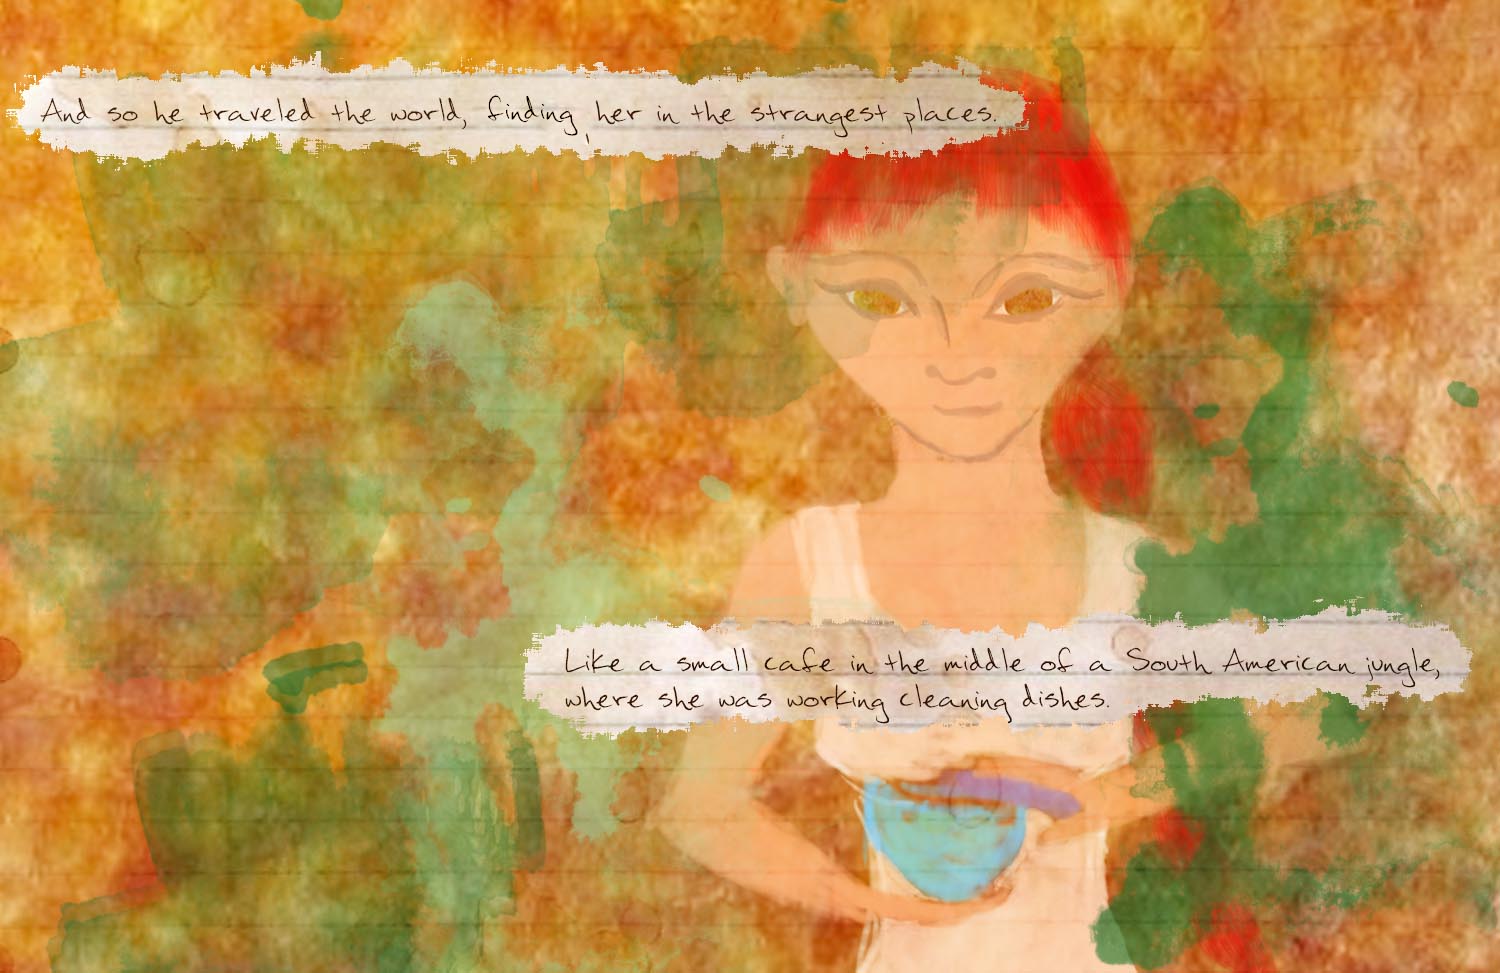 And so he traveled the world, finding her in the strangest places.
Like a small cafe in the middle of a South American jungle,
where she was working cleaning dishes.